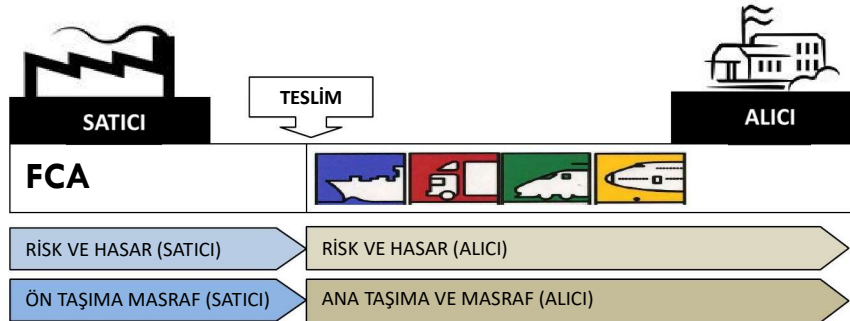 SATICI
TESLİM
ALICI
FCA
RİSK VE HASAR (SATICI)
RİSK VE HASAR (ALICI)
ÖN TAŞIMA MASRAF (SATICI)
ANA TAŞIMA VE MASRAF (ALICI)